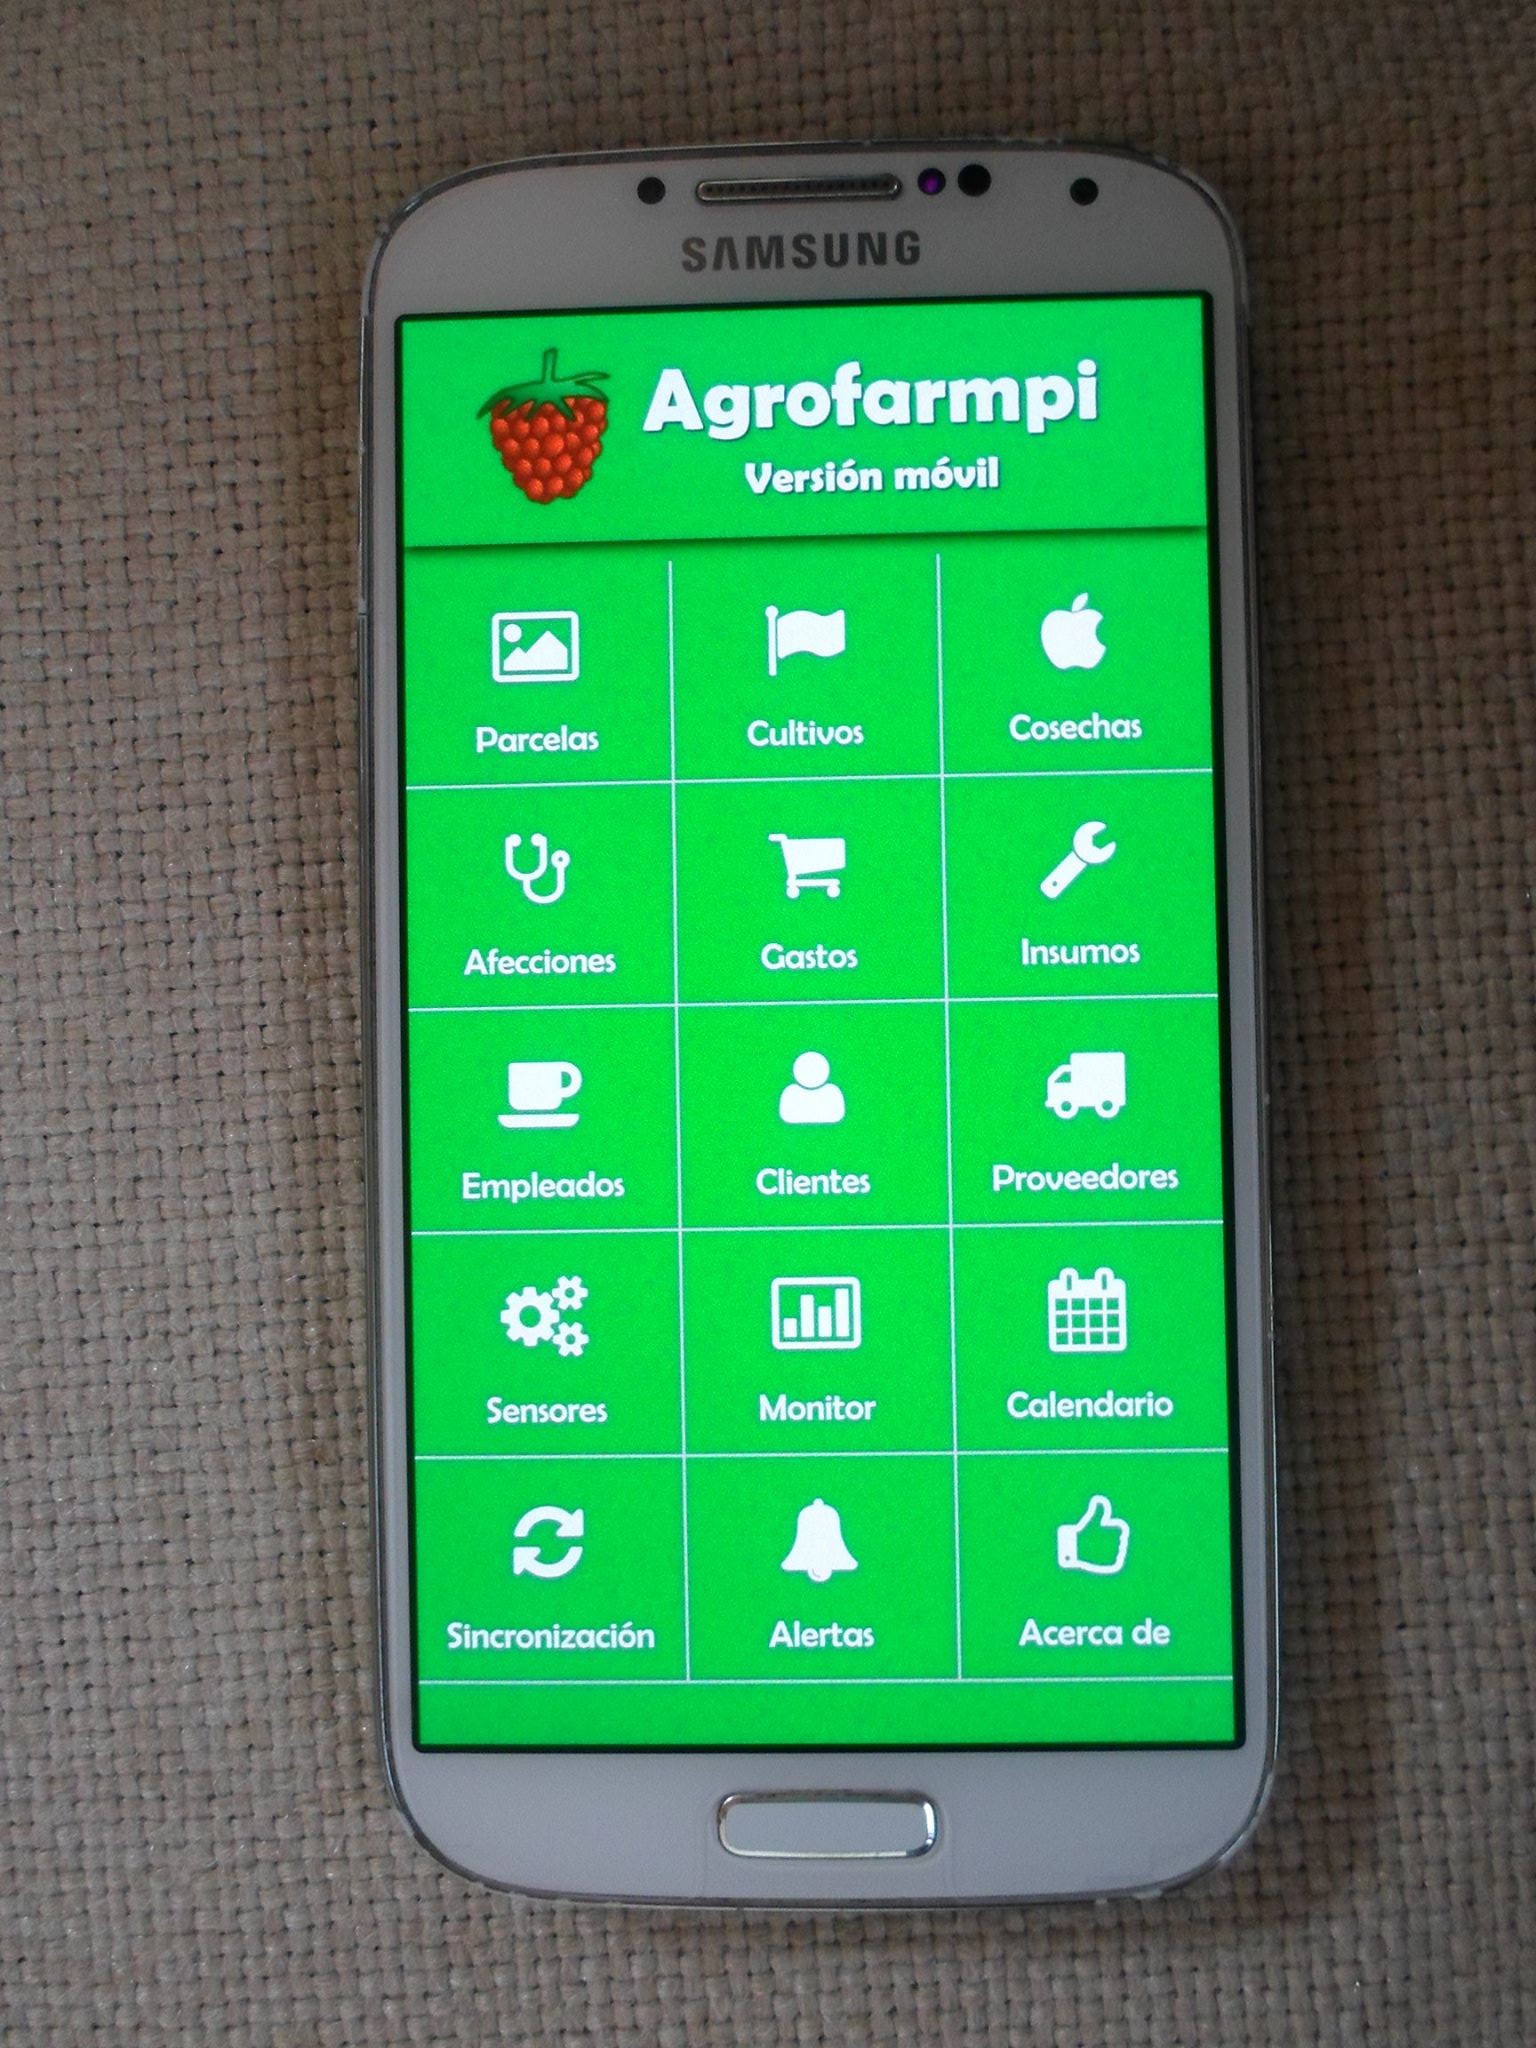 SAMSUNG
Agrofarmpi
Versión móvil
Parcelas
Cultivos
Cosechas
Afecciones
Gastos
Insumos
Empleados
Clientes
Proveedores
Sensores
Monitor
Calendario
Sincronización
Alertas
Acerca de